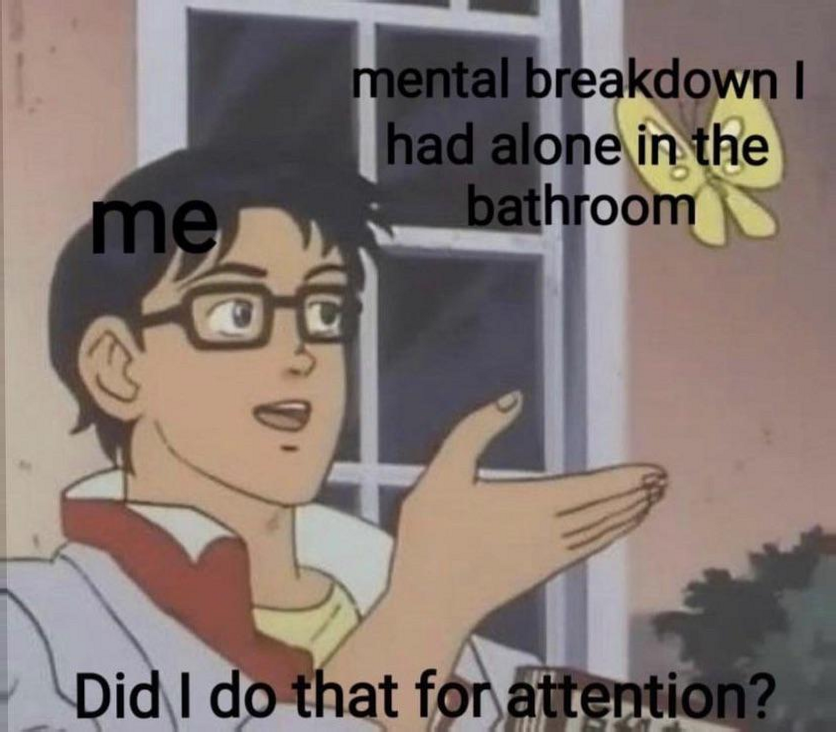 mental breakdown I
had alone in the
bathroom
me
Did I do that for attention?